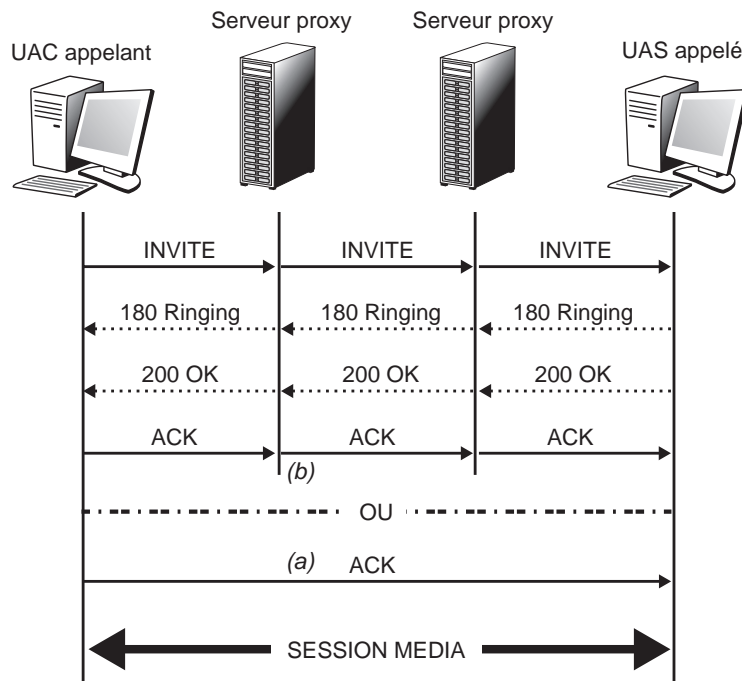 Serveur proxy Serveur proxy
UAC appelant UAS appelé
INVITE INVITE INVITE
180 Ringing 180 Ringing 180 Ringing
200 OK 200 OK 200 OK
ACK ACK ACK
(b)
OU
(a) ACK
SESSION MEDIA